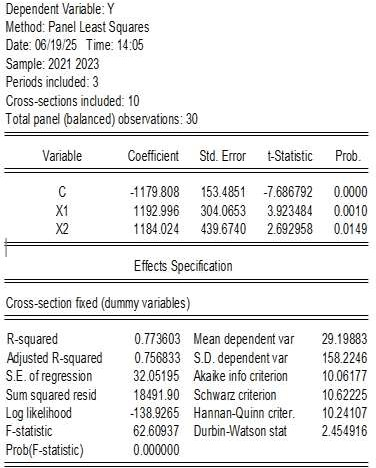 Dependent Variable: Y
Method: Panel Least Squares
Date: 06/19/25 Time: 14:05
Sample: 2021 2023
Periods included: 3
Cross-sections included: 10
Total panel (balanced) observations: 30
Variable Coefficient Std. Error t-Statistic Prob.
C -1179.808 153.4851 -7.686792 0.0000
X1 1192.996 304.0653 3.923484 0.0010
X2 1184.024 439.6740 2.692958 0.0149
Effects Specification
Cross-section fixed (dummy variables)
R-squared 0.773603 Mean dependent var 29.19883
Adjusted R-squared 0.756833 S.D. dependent var 158.2246
S.E. of regression 32.05195 Akaike info criterion 10.06177
Sum squared resid 18491.90 Schwarz criterion 10.62225
Log likelihood -138.9265 Hannan-Quinn criter. 10.24107
F-statistic 62.60937 Durbin-Watson stat 2.454916
Prob(F-statistic) 0.000000